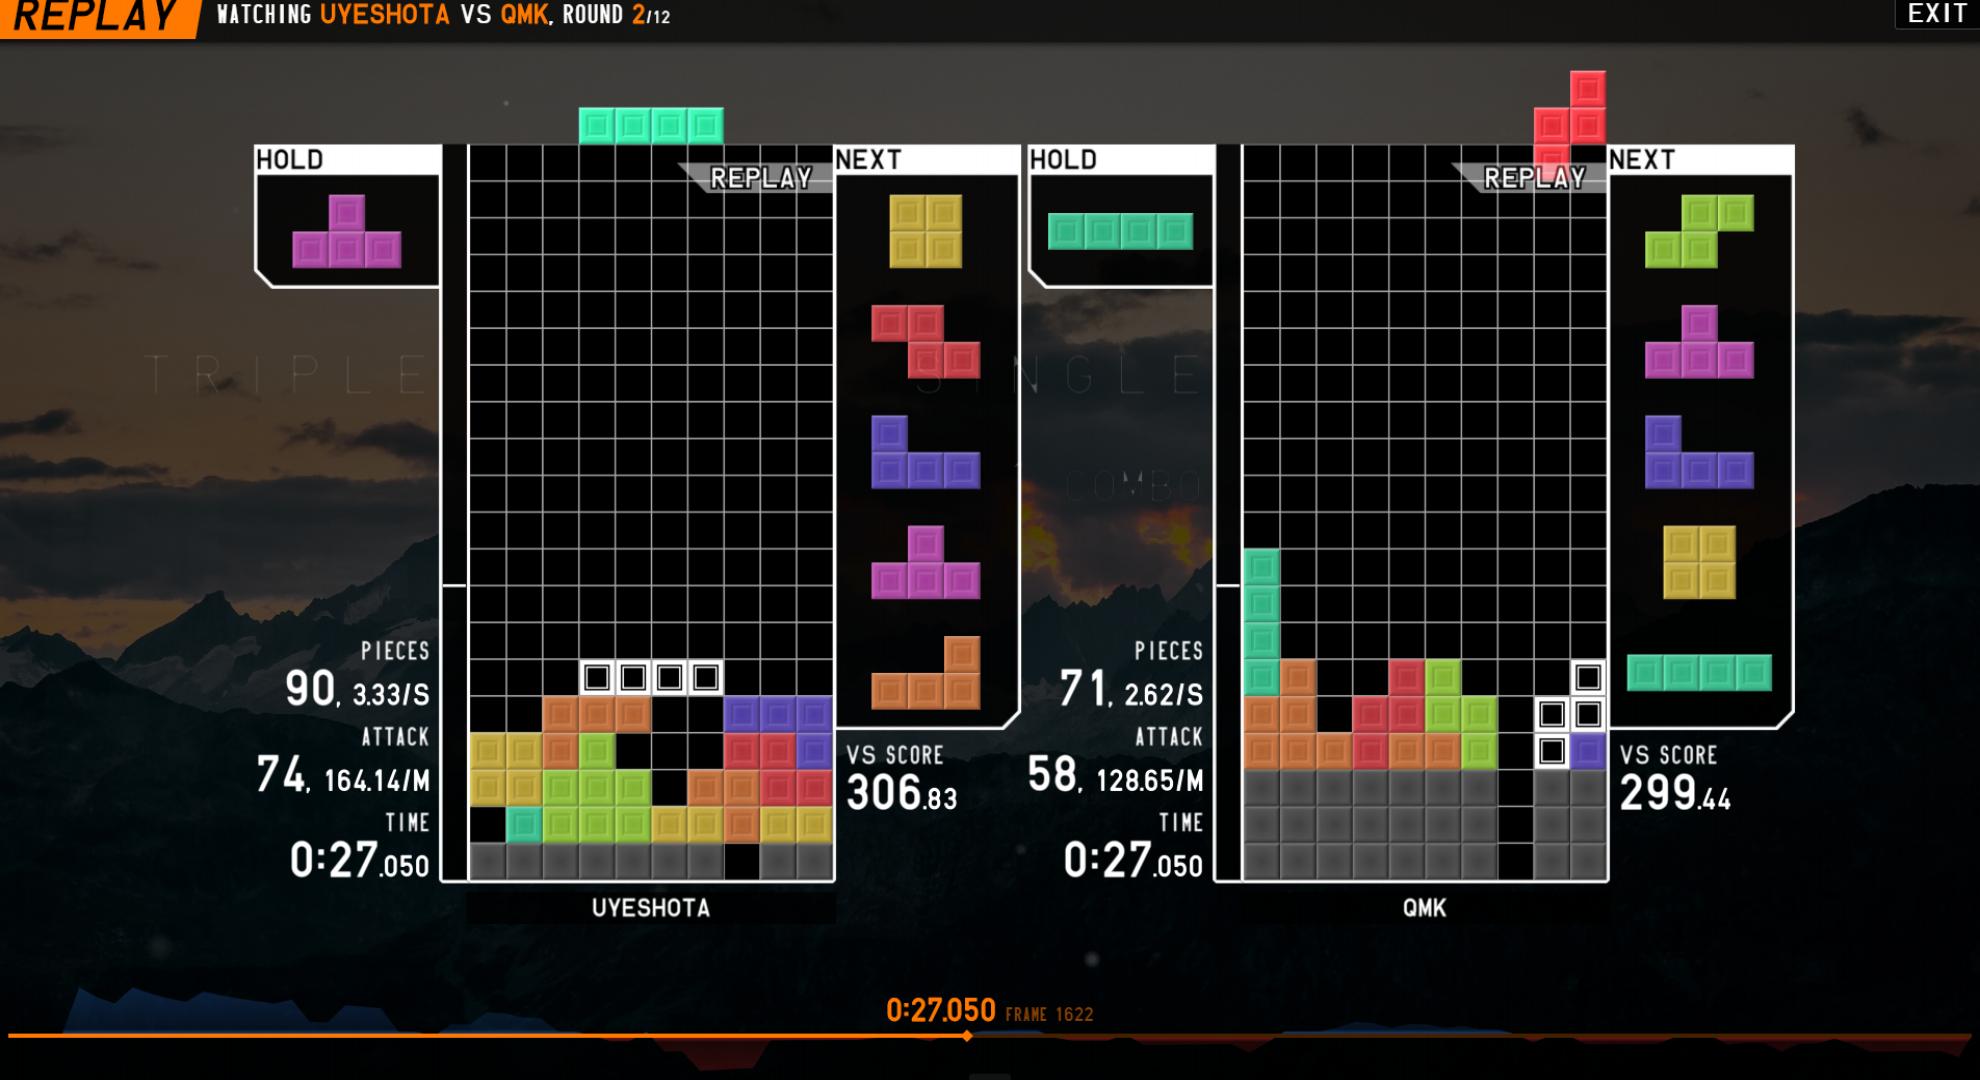 REPLAY
WATCHING UYESHOTA VS QMK, ROUND 2/12
EXIT
HOLD
REPLAY
NEXT
TRIPLE
PIECES
90, 3.33/S
ATTACK
74, 164.14/M
TIME
0:27.050
VS SCORE
306.83
UYESHOTA
HOLD
REPLAY
NEXT
SINGLE
COMBO
PIECES
71, 2.62/S
ATTACK
58, 128.65/M
TIME
0:27.050
VS SCORE
299.44
QMK
0:27.050 FRAME 1622